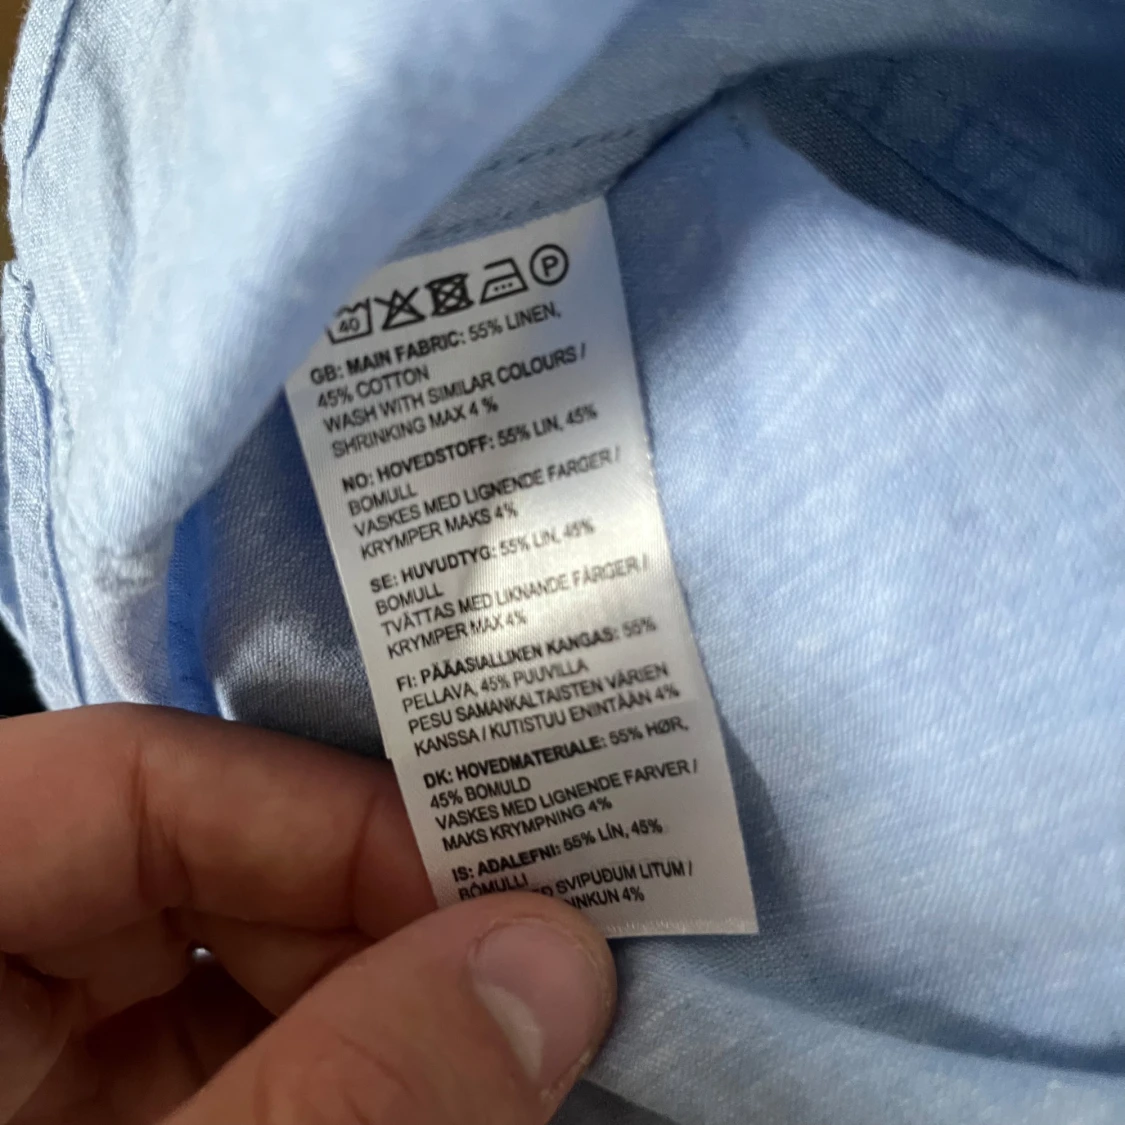 40 P
GB: MAIN FABRIC: 55% LINEN,
45% COTTON
WASH WITH SIMILAR COLOURS /
SHRINKING MAX 4 %
NO: HOVEDSTOFF: 55% LIN, 45%
BOMULL
VASKES MED LIGNENDE FARGER /
KRYMPER MAKS 4%
SE: HUVUDTYG: 55% LIN, 45%
BOMULL
TVÄTTAS MED LIKNANDE FÄRGER /
KRYMPER MAX 4%
FI: PÄÄASIALLINEN KANGAS: 55%
PELLAVA, 45% PUUVILLA
PESU SAMANKALTAISTEN VÄRIEN
KANSSA / KUTISTUU ENINTÄÄN 4%
DK: HOVEDMATERIALE: 55% HØR,
45% BOMULD
VASKES MED LIGNENDE FARVER /
MAKS KRYMPNING 4%
IS: ADALEFNI: 55% LÍN, 45%
BÓMULL
SVIPUÐUM LITUM /
4%